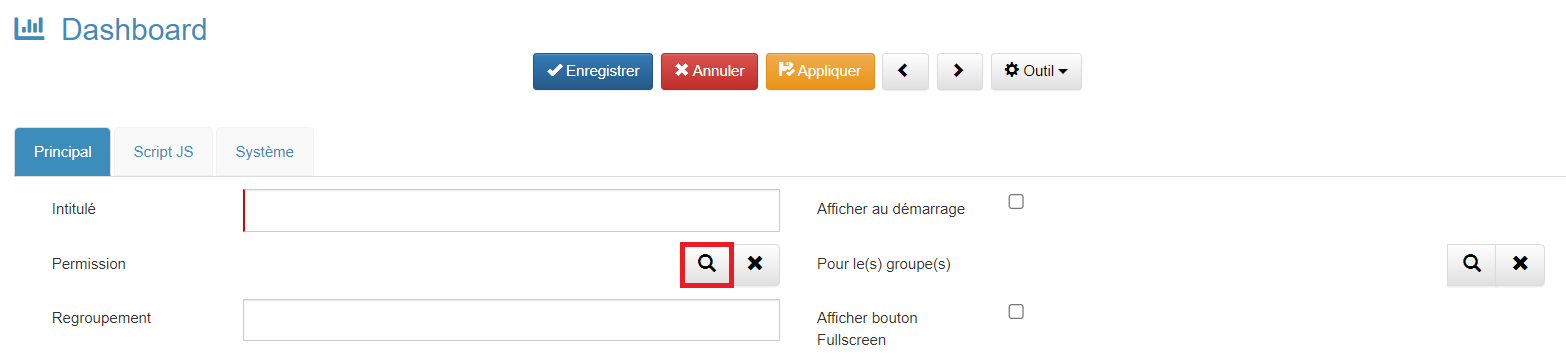 Dashboard
Enregistrer Annuler Appliquer Outil
Principal Script JS Système
Intitulé Afficher au démarrage
Permission Pour le(s) groupe(s)
Regroupement Afficher bouton
Fullscreen